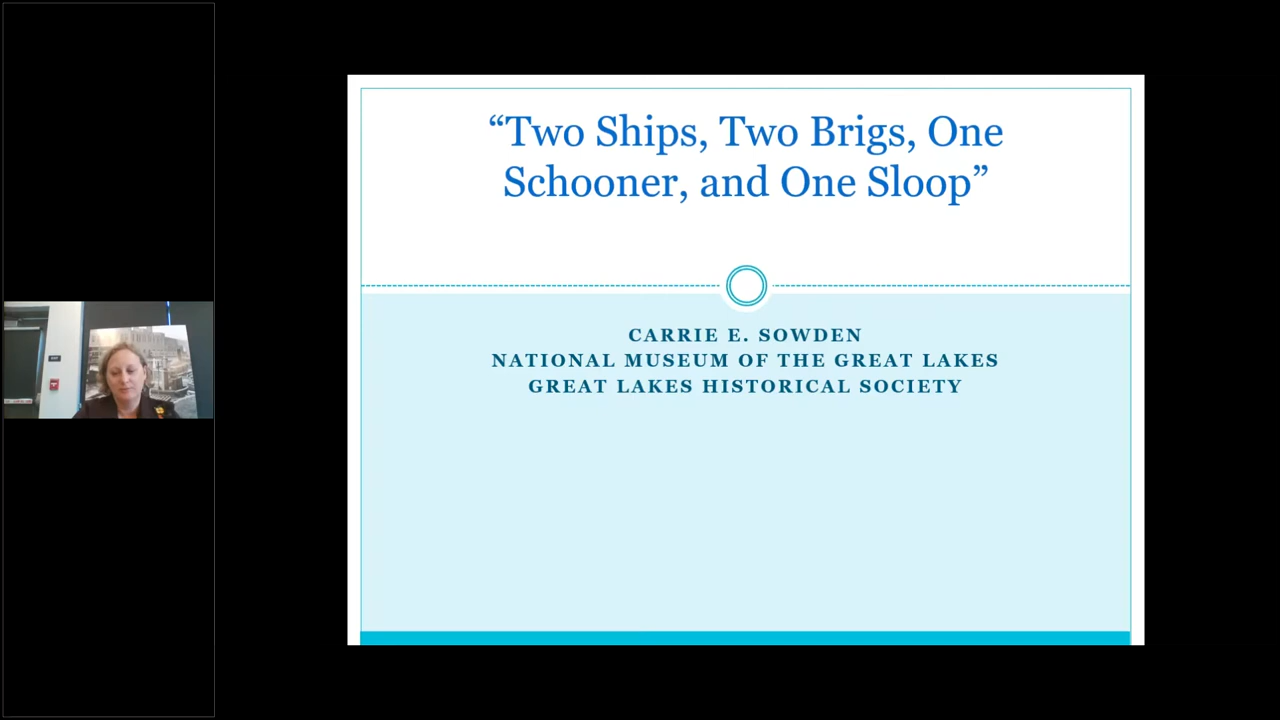 “Two Ships, Two Brigs, One
Schooner, and One Sloop”
CARRIE E. SOWDEN
NATIONAL MUSEUM OF THE GREAT LAKES
GREAT LAKES HISTORICAL SOCIETY